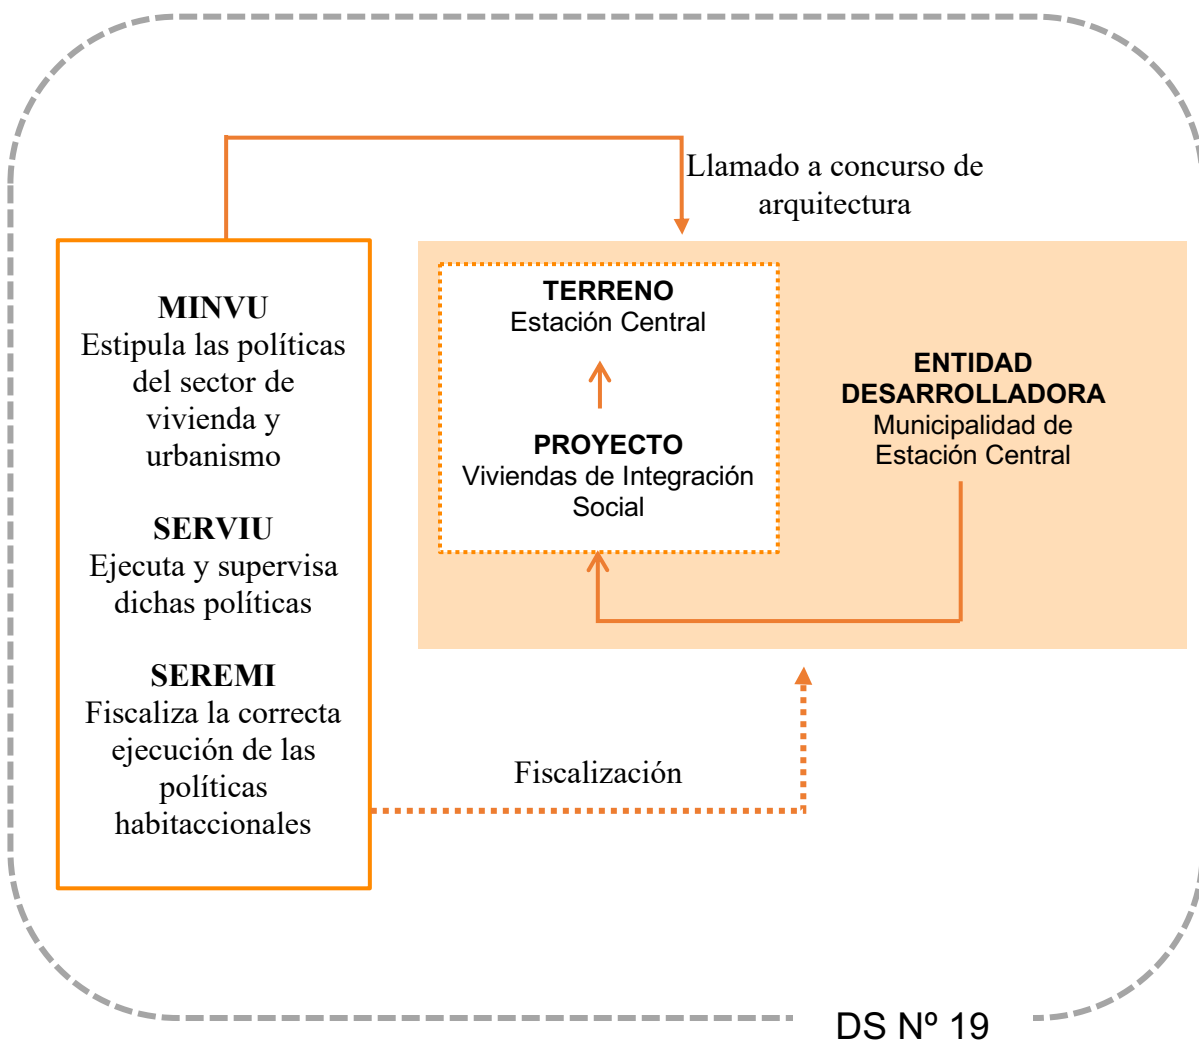 Llamado a concurso de
arquitectura
MINVU
Estipula las políticas
del sector de
vivienda y
urbanismo
SERVIU
Ejecuta y supervisa
dichas políticas
SEREMI
Fiscaliza la correcta
ejecución de las
políticas
habitaccionales
TERRENO
Estación Central
PROYECTO
Viviendas de Integración
Social
ENTIDAD
DESARROLLADORA
Municipalidad de
Estación Central
Fiscalización
DS Nº 19